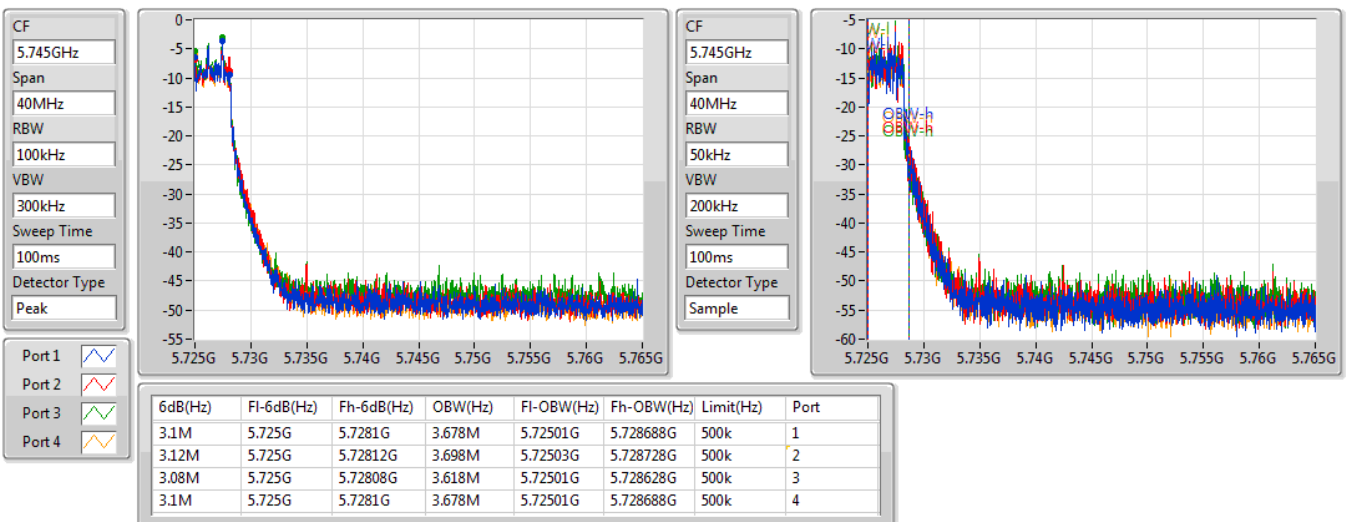 CF
5.745GHz
Span
40MHz
RBW
100kHz
VBW
300kHz
Sweep Time
100ms
Detector Type
Peak
0
-5
-10
-15
-20
-25
-30
-35
-40
-45
-50
-55
5.725G 5.73G 5.735G 5.74G 5.745G 5.75G 5.755G 5.76G 5.765G
CF
5.745GHz
Span
40MHz
RBW
50kHz
VBW
200kHz
Sweep Time
100ms
Detector Type
Sample
-5
-10
-15
-20
-25
-30
-35
-40
-45
-50
-55
-60
W-l
OBW-h
OBW-h
5.725G 5.73G 5.735G 5.74G 5.745G 5.75G 5.755G 5.76G 5.765G
Port 1
Port 2
Port 3
Port 4
6dB(Hz) Fl-6dB(Hz) Fh-6dB(Hz) OBW(Hz) Fl-OBW(Hz) Fh-OBW(Hz) Limit(Hz) Port
3.1M 5.725G 5.7281G 3.678M 5.72501G 5.728688G 500k 1
3.12M 5.725G 5.72812G 3.698M 5.72503G 5.728728G 500k 2
3.08M 5.725G 5.72808G 3.618M 5.72501G 5.728628G 500k 3
3.1M 5.725G 5.7281G 3.678M 5.72501G 5.728688G 500k 4